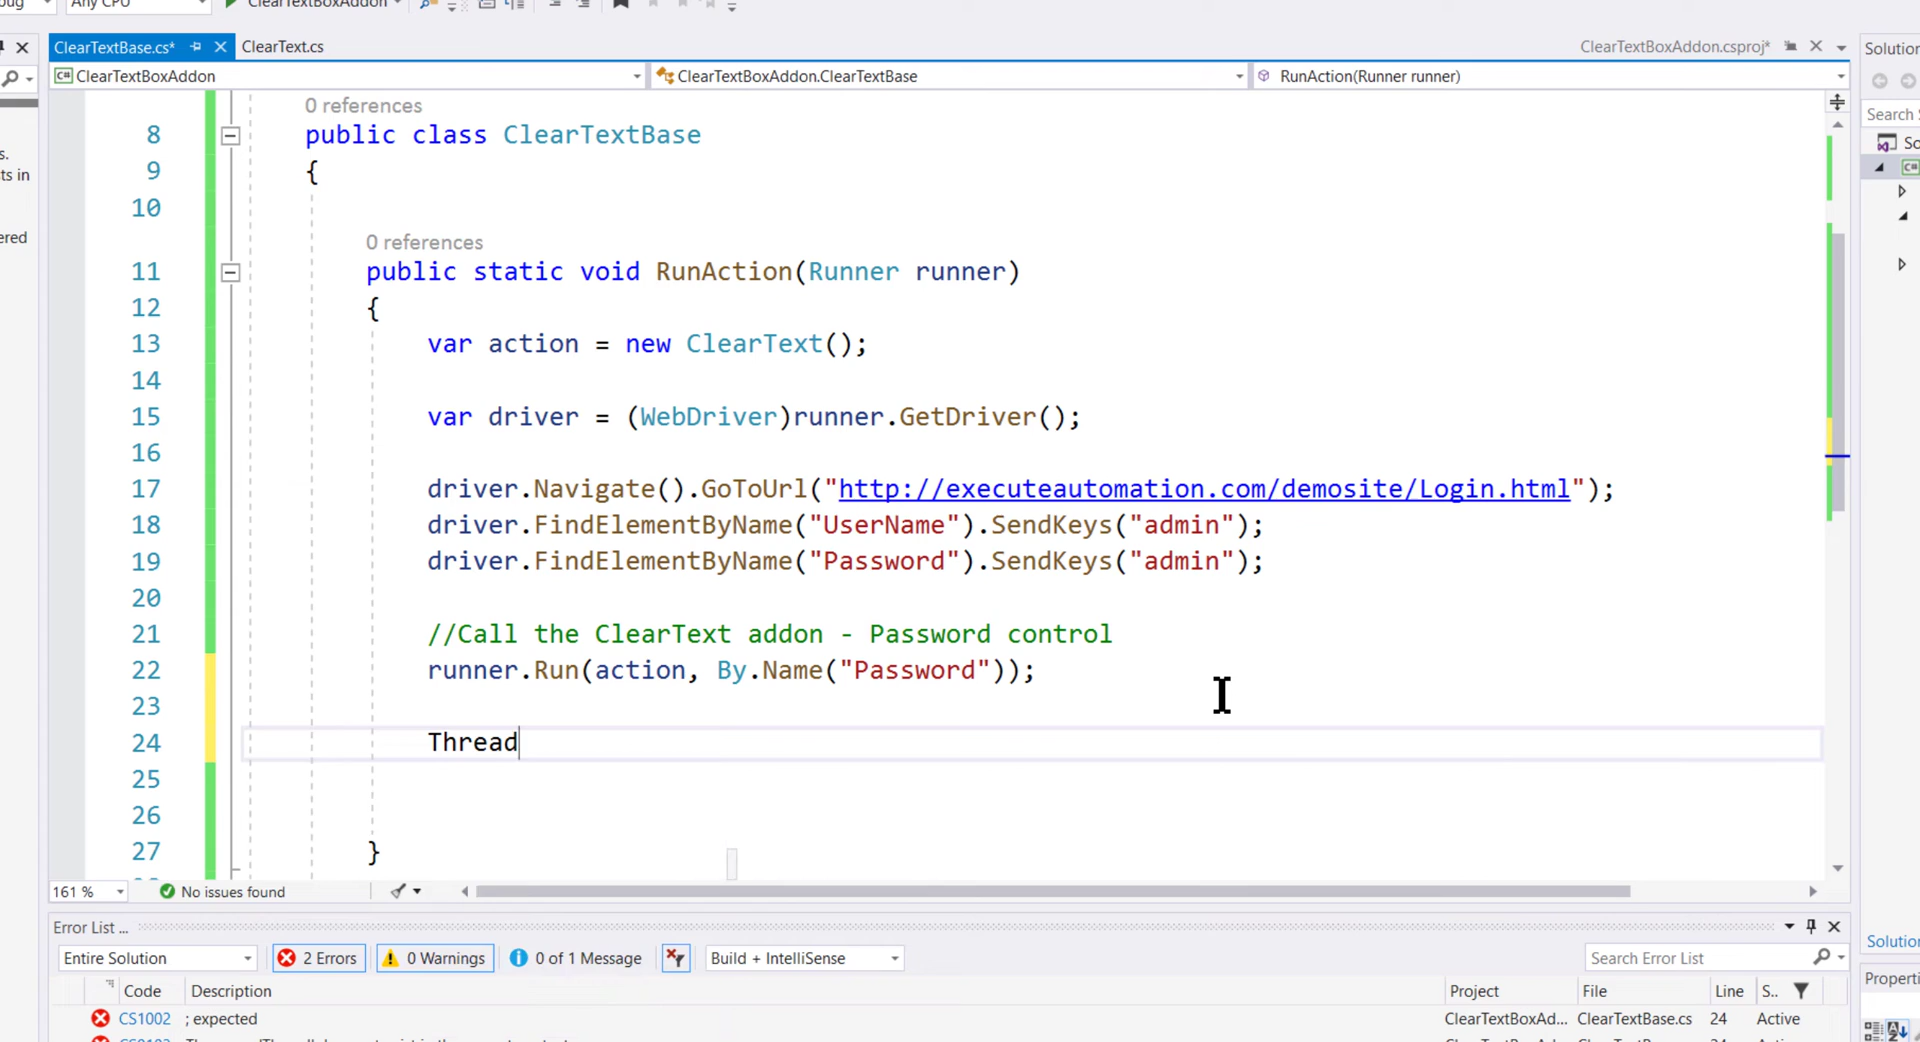 Any CPU ClearTextBoxAddon
ClearTextBase.cs* ClearText.cs ClearTextBoxAddon.csproj* Solution
ClearTextBoxAddon ClearTextBoxAddon.ClearTextBase RunAction(Runner runner)
Search S
0 references
8 public class ClearTextBase
9 {
10
0 references
11 public static void RunAction(Runner runner)
12 {
13 var action = new ClearText();
14
15 var driver = (WebDriver)runner.GetDriver();
16
17 driver.Navigate().GoToUrl("http://executeautomation.com/demosite/Login.html");
18 driver.FindElementByName("UserName").SendKeys("admin");
19 driver.FindElementByName("Password").SendKeys("admin");
20
21 //Call the ClearText addon - Password control
22 runner.Run(action, By.Name("Password"));
23
24 Thread
25
26
27 }
161 % No issues found
Error List ...
Entire Solution 2 Errors 0 Warnings 0 of 1 Message Build + IntelliSense Search Error List
Code Description Project File Line S..
CS1002 ; expected ClearTextBoxAd... ClearTextBase.cs 24 Active
Solution
Properti